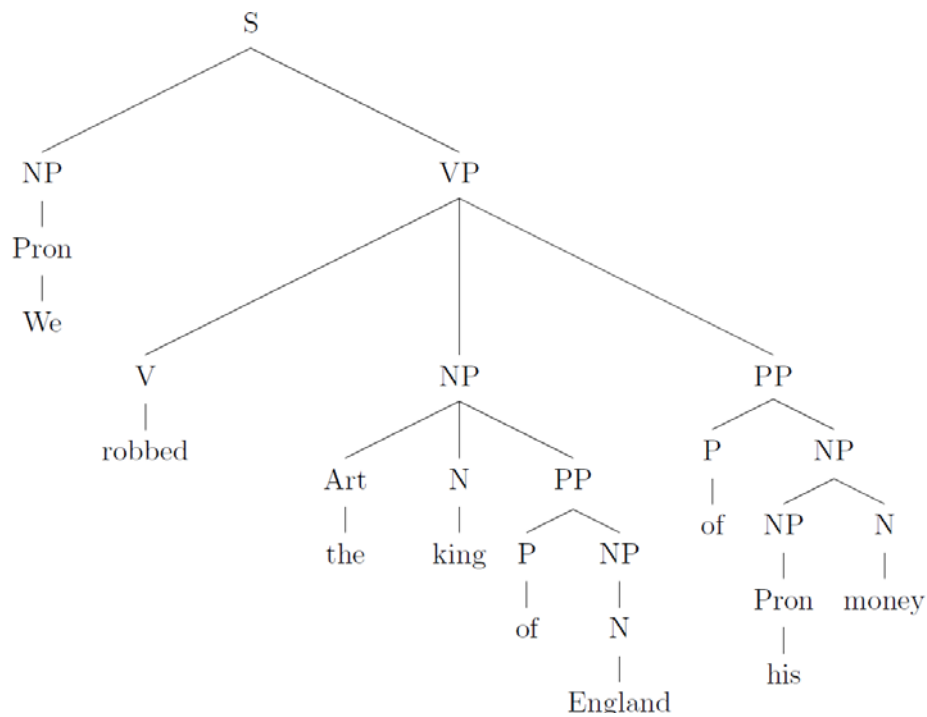 S
NP VP
Pron
We
V NP PP
robbed
Art N PP
P NP
the king
of
NP N
P NP
Pron money
of N
his
England